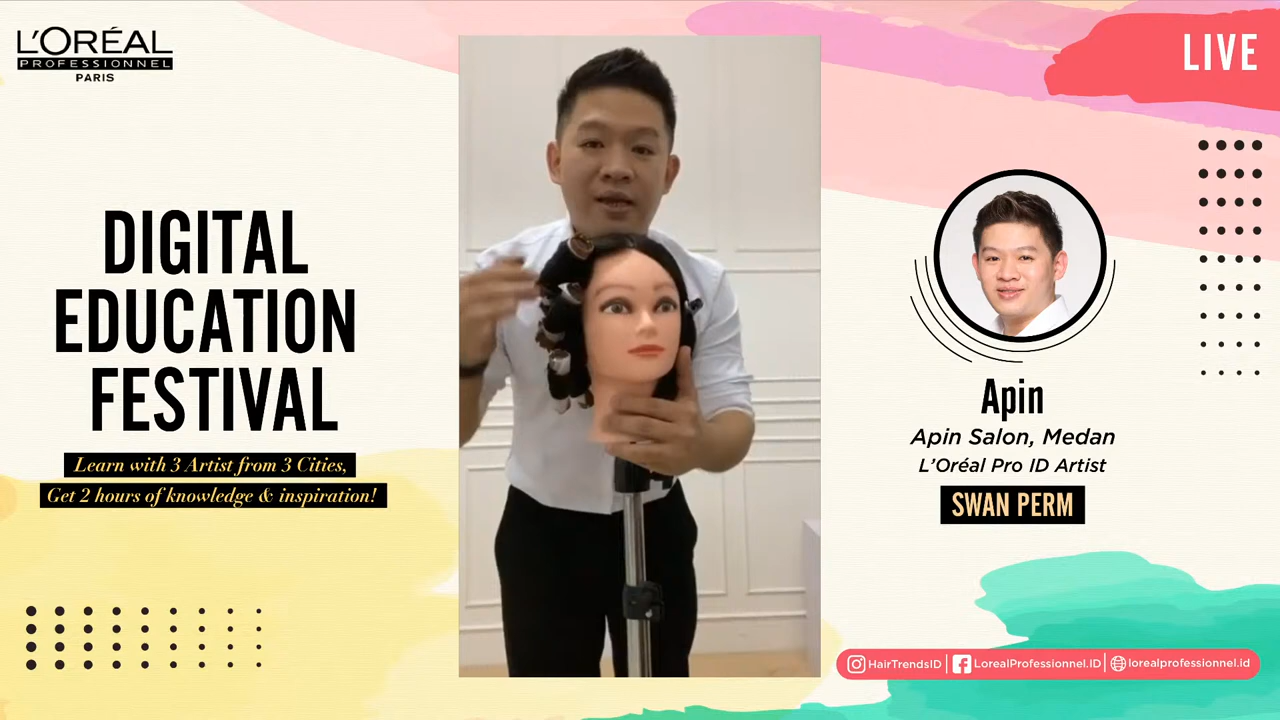 L'ORÉAL
PROFESSIONNEL
PARIS
LIVE
DIGITAL
EDUCATION
FESTIVAL
Learn with 3 Artist from 3 Cities,
Get 2 hours of knowledge & inspiration!
Apin
Apin Salon, Medan
L'Oréal Pro ID Artist
SWAN PERM
HairTrendsID | LorealProfessionnel.ID | lorealprofessionnel.id